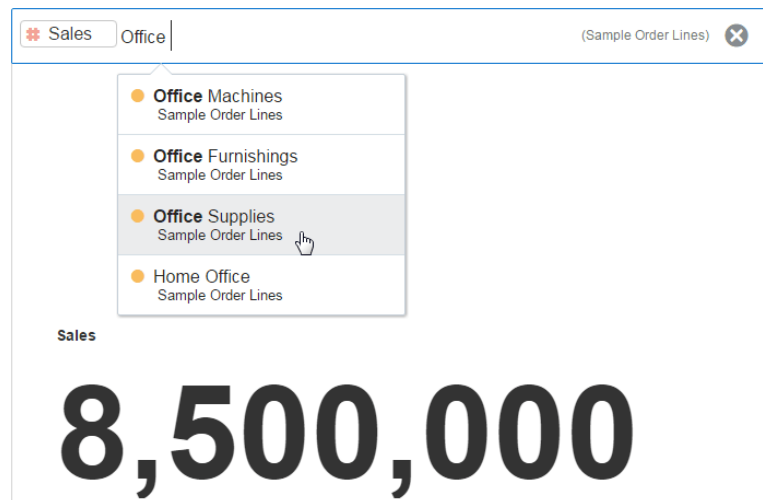 # Sales Office (Sample Order Lines)
Office Machines
Sample Order Lines
Office Furnishings
Sample Order Lines
Office Supplies
Sample Order Lines
Home Office
Sample Order Lines
Sales
8,500,000